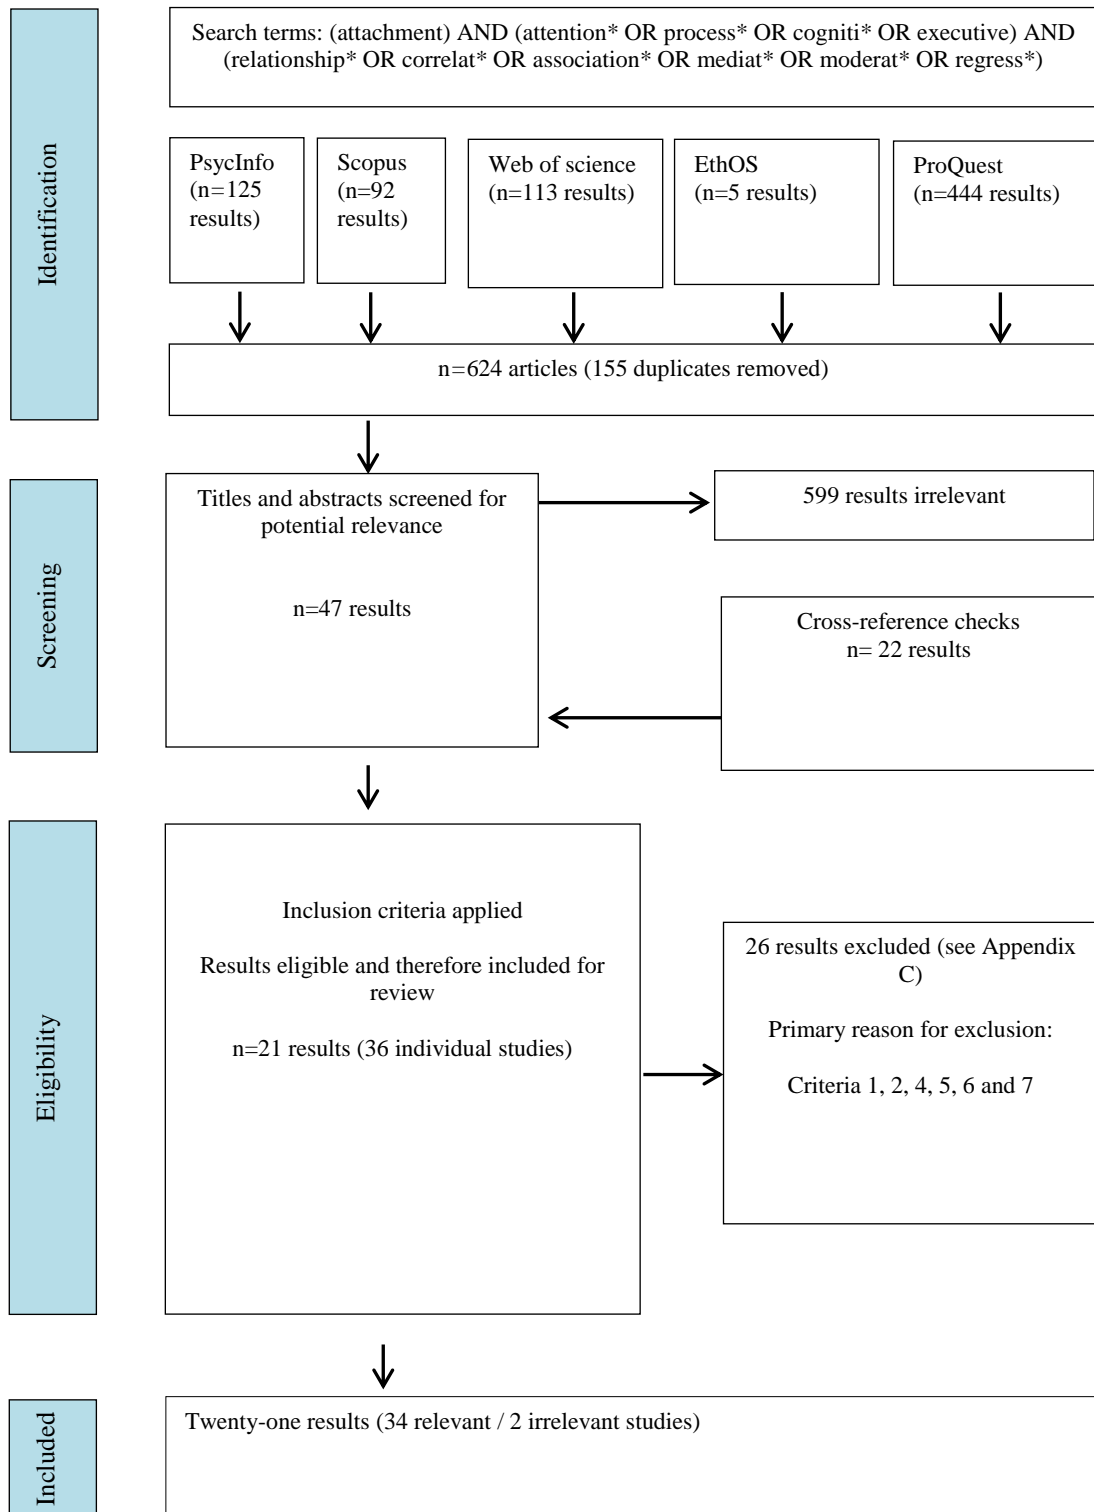 Identification
Search terms: (attachment) AND (attention* OR process* OR cogniti* OR executive) AND
(relationship* OR correlat* OR association* OR mediat* OR moderat* OR regress*)
PsycInfo
(n=125
results)
Scopus
(n=92
results)
Web of science
(n=113 results)
EthOS
(n=5 results)
ProQuest
(n=444 results)
n=624 articles (155 duplicates removed)
Screening
Titles and abstracts screened for
potential relevance
n=47 results
599 results irrelevant
Cross-reference checks
n= 22 results
Eligibility
Inclusion criteria applied
Results eligible and therefore included for
review
n=21 results (36 individual studies)
26 results excluded (see Appendix
C)
Primary reason for exclusion:
Criteria 1, 2, 4, 5, 6 and 7
Included
Twenty-one results (34 relevant / 2 irrelevant studies)